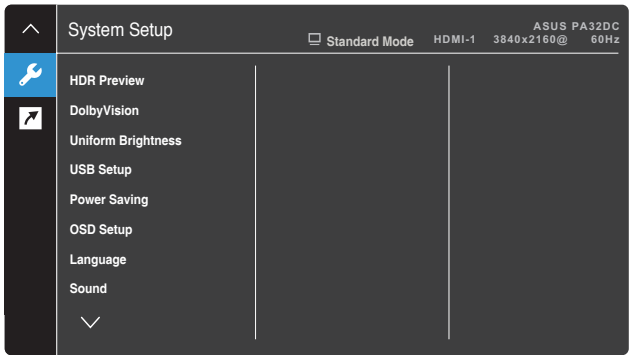 System Setup
Standard Mode HDMI-1 ASUS PA32DC
3840x2160@ 60Hz
HDR Preview
DolbyVision
Uniform Brightness
USB Setup
Power Saving
OSD Setup
Language
Sound